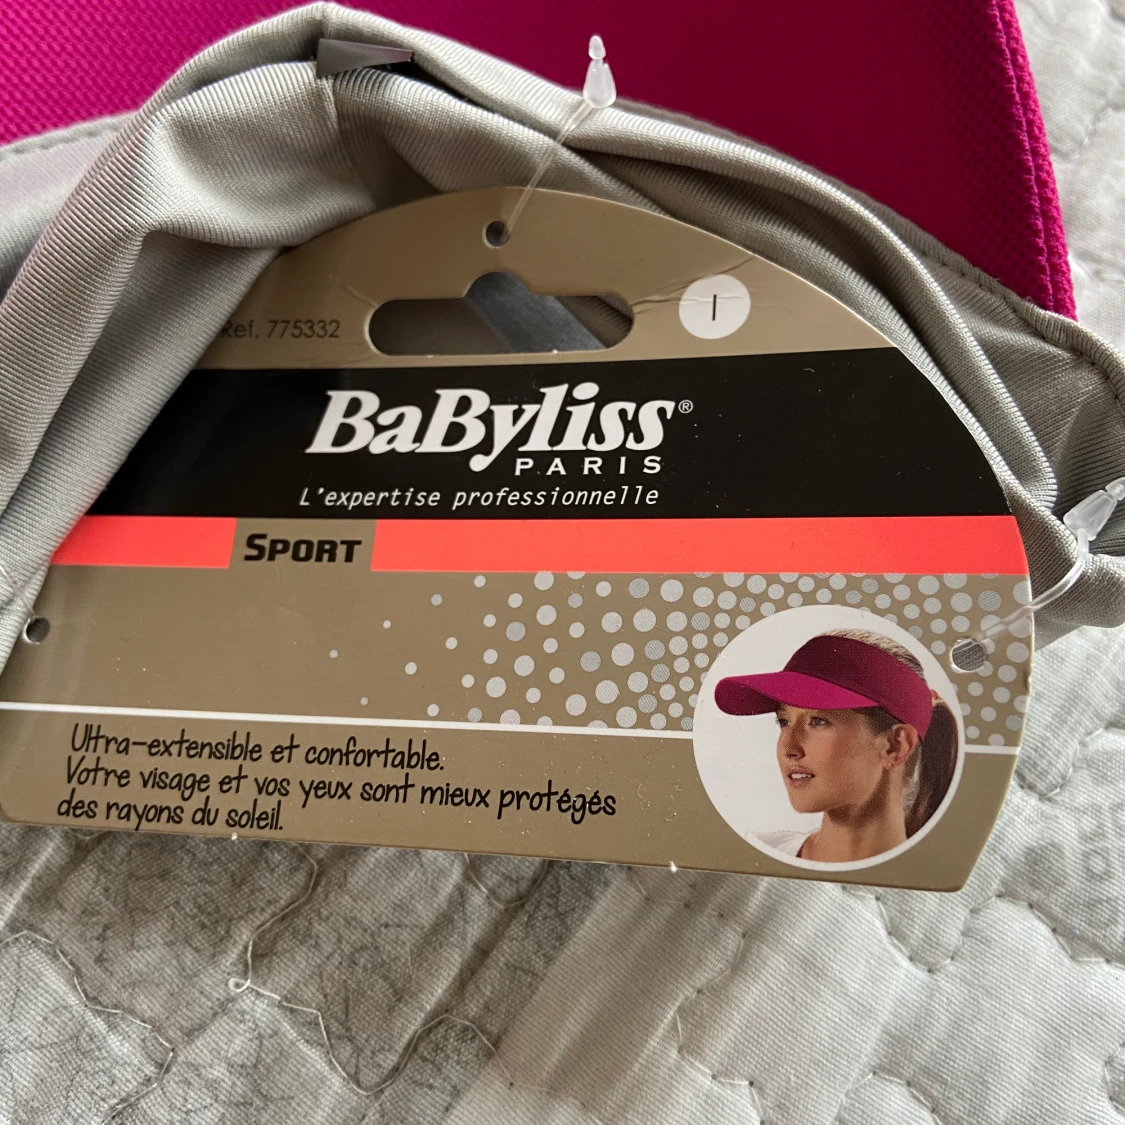 Ref. 775332
I
BaByliss®
PARIS
L'expertise professionnelle
SPORT
Ultra-extensible et confortable.
Votre visage et vos yeux sont mieux protégés
des rayons du soleil.